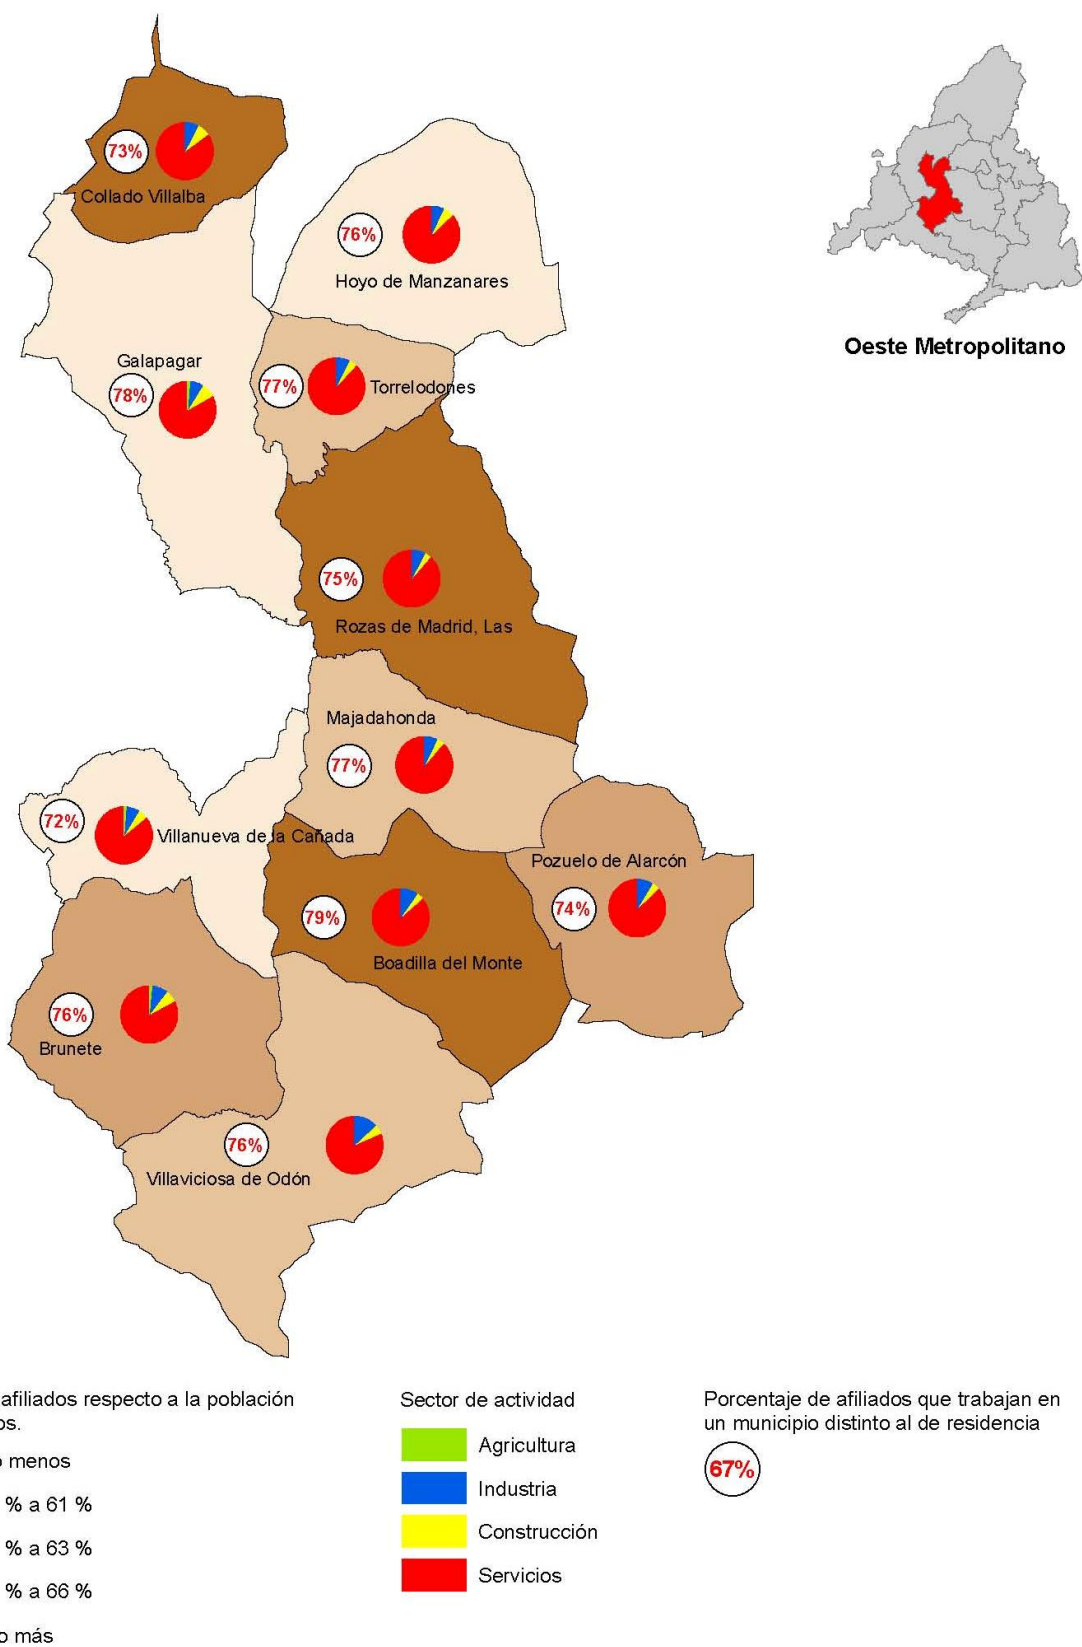 73%
Collado Villalba
76%
Hoyo de Manzanares
Oeste Metropolitano
Galapagar
78%
77%
Torrelodones
75%
Rozas de Madrid, Las
Majadahonda
77%
72%
Villanueva de la Cañada
Pozuelo de Alarcón
74%
79%
Boadilla del Monte
76%
Brunete
76%
Villaviciosa de Odón
afiliados respecto a la población
os.
o menos
% a 61 %
% a 63 %
% a 66 %
o más
Sector de actividad
Agricultura
Industria
Construcción
Servicios
Porcentaje de afiliados que trabajan en
un municipio distinto al de residencia
67%